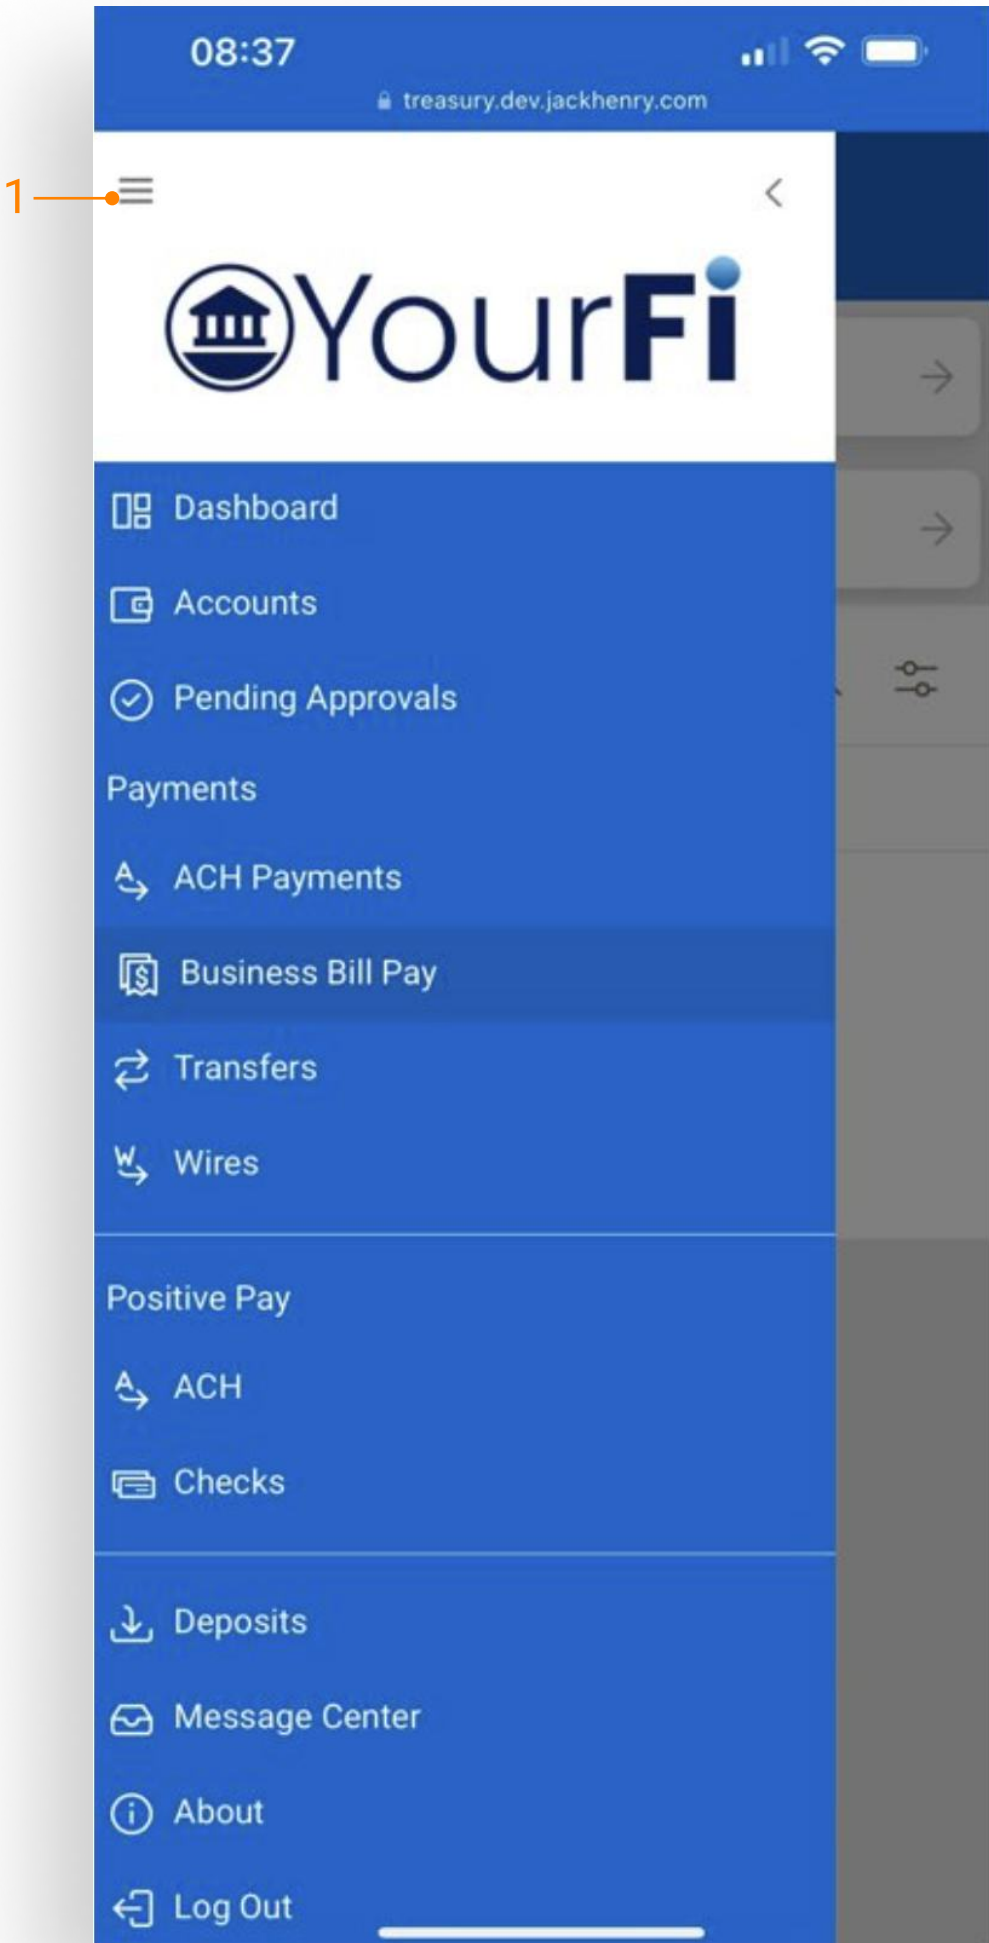 08:37
treasury.dev.jackhenry.com
1
YourFi
Dashboard
Accounts
Pending Approvals
Payments
ACH Payments
Business Bill Pay
Transfers
Wires
Positive Pay
ACH
Checks
Deposits
Message Center
About
Log Out